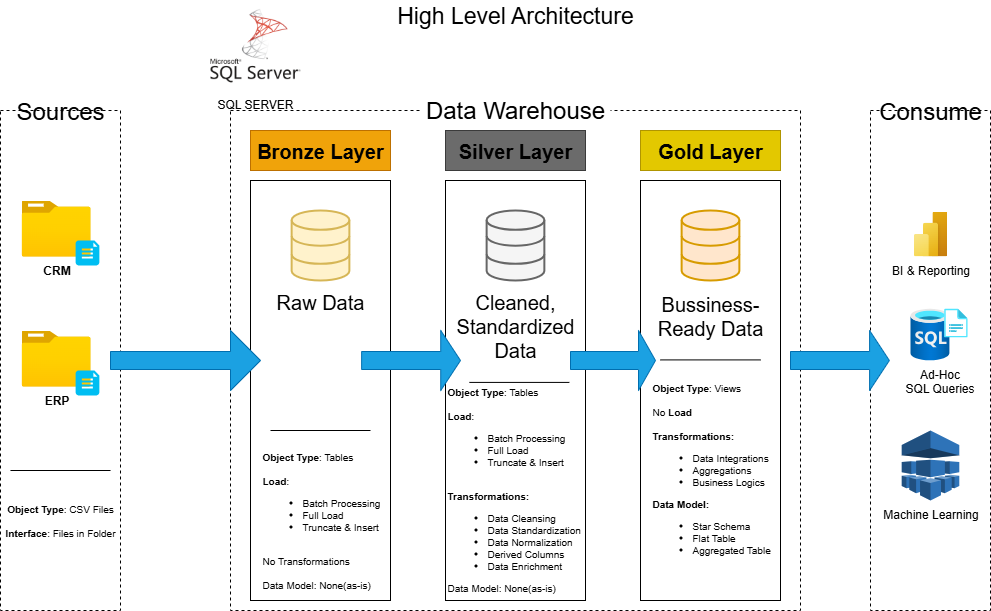 High Level Architecture
Microsoft®
SQL Server®
SQL SERVER
Sources
CRM
ERP
Object Type: CSV Files
Interface: Files in Folder
Data Warehouse
Bronze Layer
Raw Data
Object Type: Tables
Load:
Batch Processing
Full Load
Truncate & Insert
No Transformations
Data Model: None(as-is)
Silver Layer
Cleaned,
Standardized
Data
Object Type: Tables
Load:
Batch Processing
Full Load
Truncate & Insert
Transformations:
Data Cleansing
Data Standardization
Data Normalization
Derived Columns
Data Enrichment
Data Model: None(as-is)
Gold Layer
Bussiness-
Ready Data
Object Type: Views
No Load
Transformations:
Data Integrations
Aggregations
Business Logics
Data Model:
Star Schema
Flat Table
Aggregated Table
Consume
BI & Reporting
SQL
Ad-Hoc
SQL Queries
Machine Learning